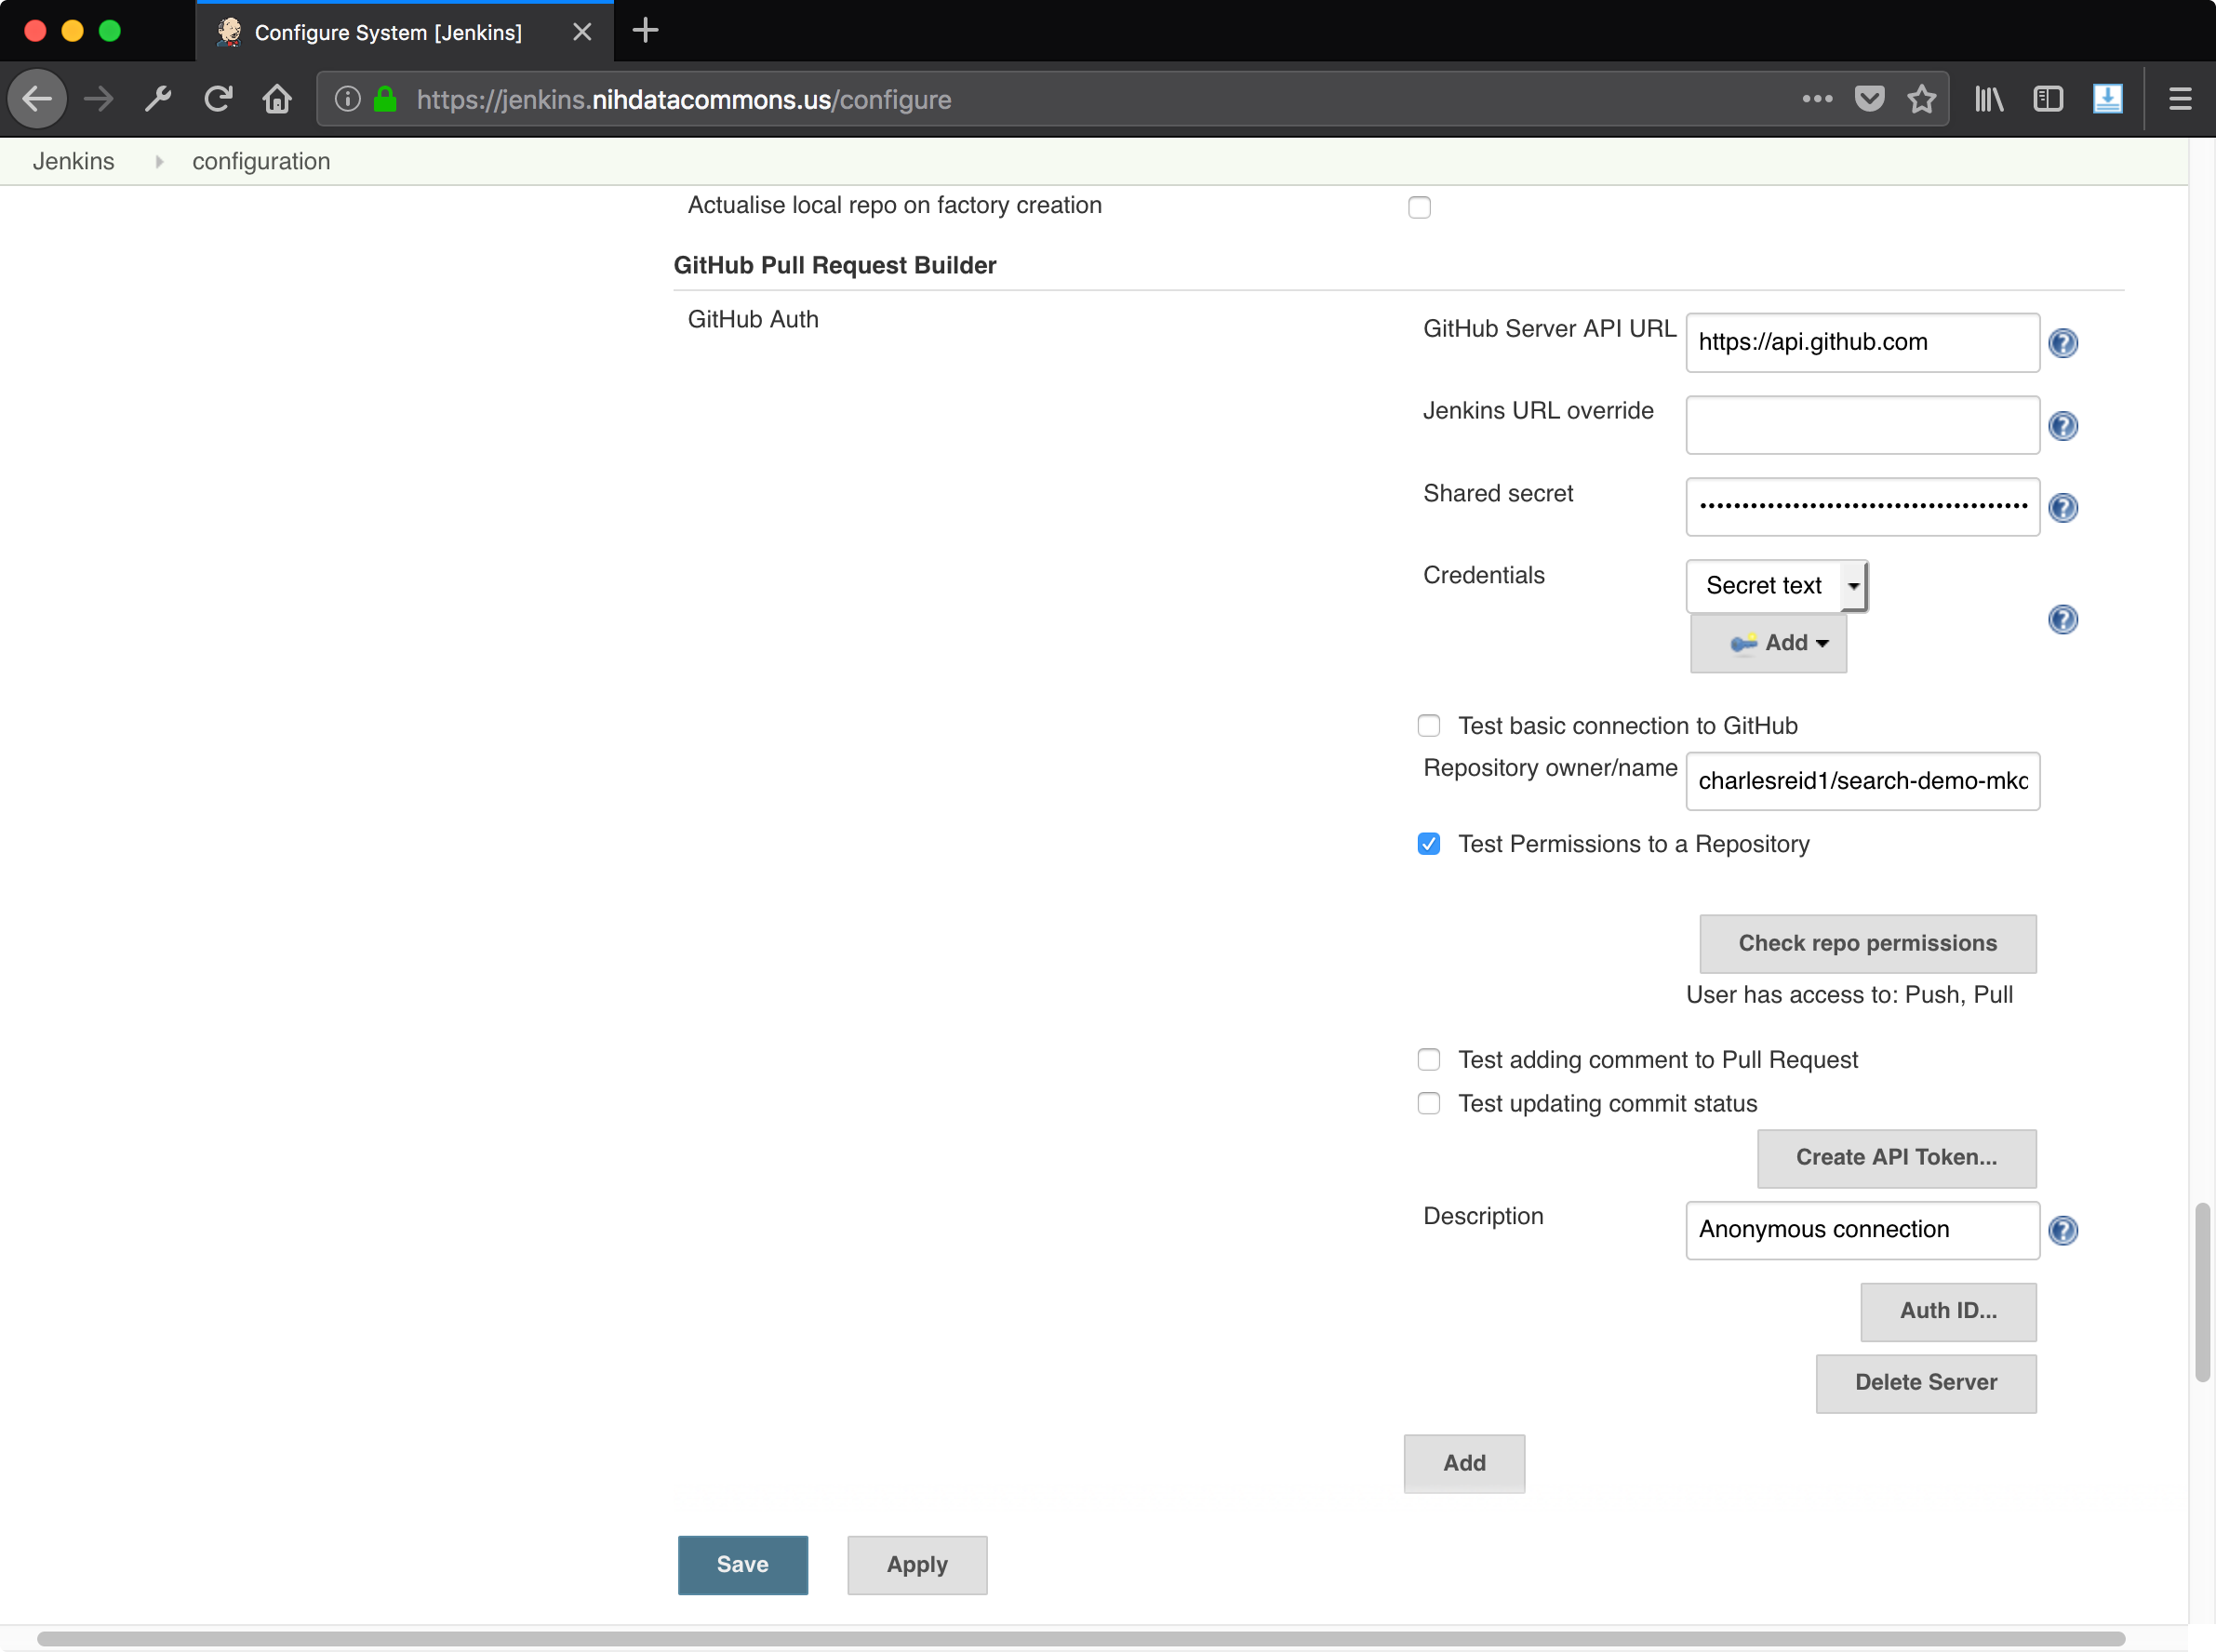 Configure System [Jenkins]
https://jenkins.nihdatacommons.us/configure
Jenkins configuration
Actualise local repo on factory creation
GitHub Pull Request Builder
GitHub Auth
GitHub Server API URL https://api.github.com
Jenkins URL override
Shared secret ••••••••••••••••••••••••••••••••••••••••
Credentials Secret text
Add
Test basic connection to GitHub
Repository owner/name charlesreid1/search-demo-mkd
Test Permissions to a Repository
Check repo permissions
User has access to: Push, Pull
Test adding comment to Pull Request
Test updating commit status
Create API Token...
Description Anonymous connection
Auth ID...
Delete Server
Add
Save Apply